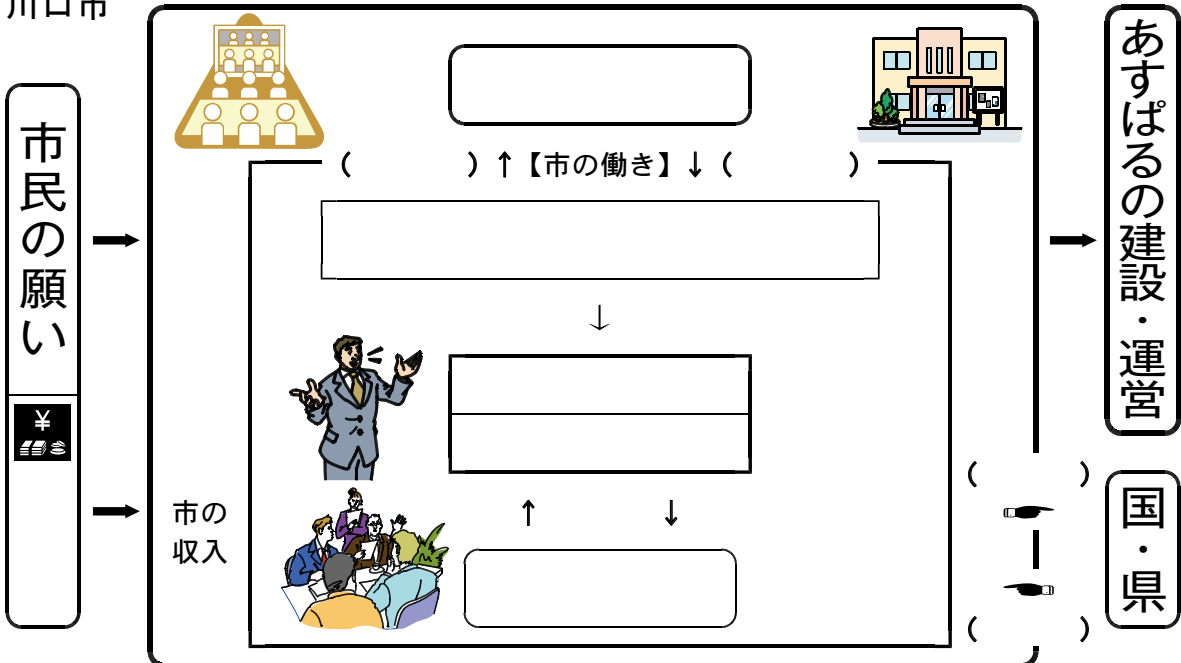 川口市
市民の願い
¥
(　　　　) ↑【市の働き】↓ (　　　　)
↓
↑　　　　↓
市の
収入
(　　　　)
(　　　　)
あすぱるの建設・運営
国・県